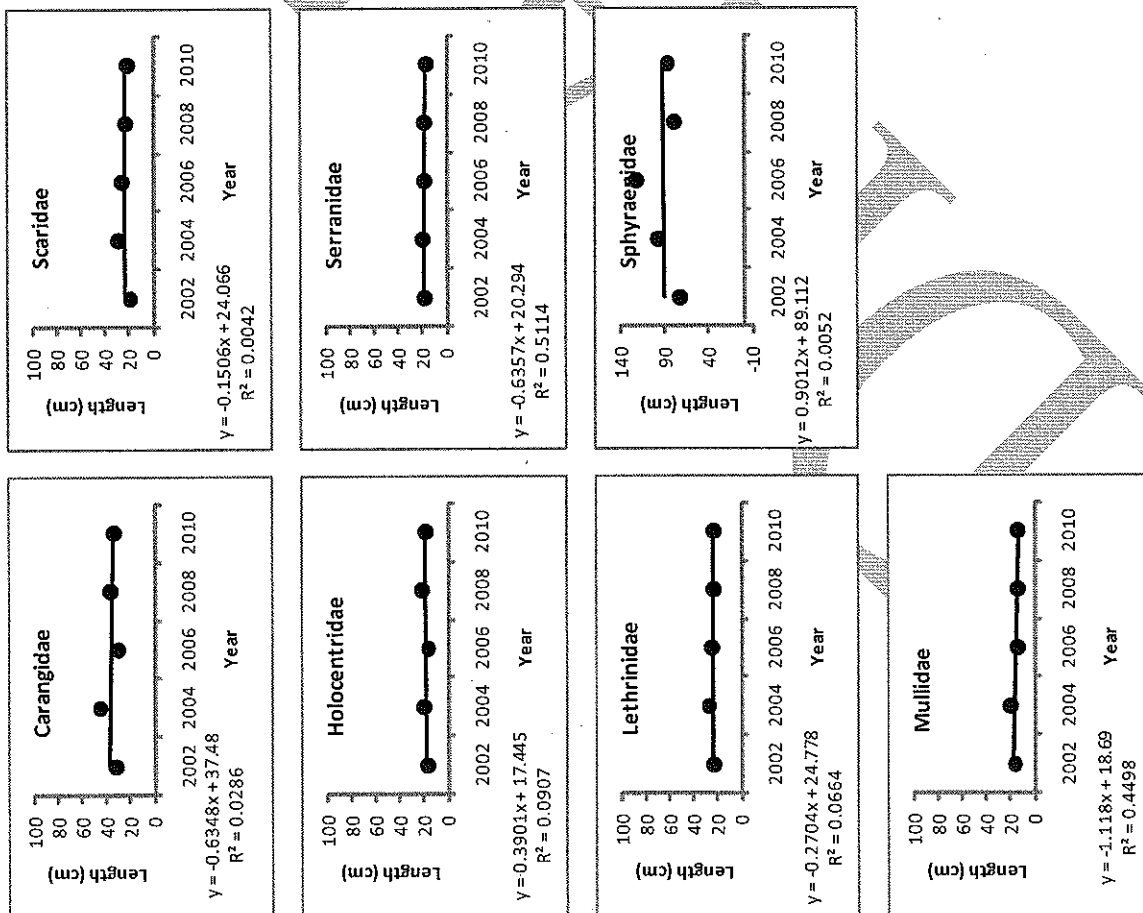 Carangidae
Length (cm)
100
80
60
40
20
0
2002 2004 2006 2008 2010
Year
y = -0.6348x + 37.48
R² = 0.0286
Scaridae
Length (cm)
100
80
60
40
20
0
2002 2004 2006 2008 2010
Year
y = -0.1506x + 24.066
R² = 0.0042
Holocentridae
Length (cm)
100
80
60
40
20
0
2002 2004 2006 2008 2010
Year
y = 0.3901x + 17.445
R² = 0.0907
Serranidae
Length (cm)
100
80
60
40
20
0
2002 2004 2006 2008 2010
Year
y = -0.6357x + 20.294
R² = 0.5114
Lethrinidae
Length (cm)
100
80
60
40
20
0
2002 2004 2006 2008 2010
Year
y = -0.2704x + 24.778
R² = 0.0664
Sphyraenidae
Length (cm)
140
90
40
-10
2002 2004 2006 2008 2010
Year
y = 0.9012x + 89.112
R² = 0.0052
Mullidae
Length (cm)
100
80
60
40
20
0
2002 2004 2006 2008 2010
Year
y = -1.118x + 18.69
R² = 0.4498